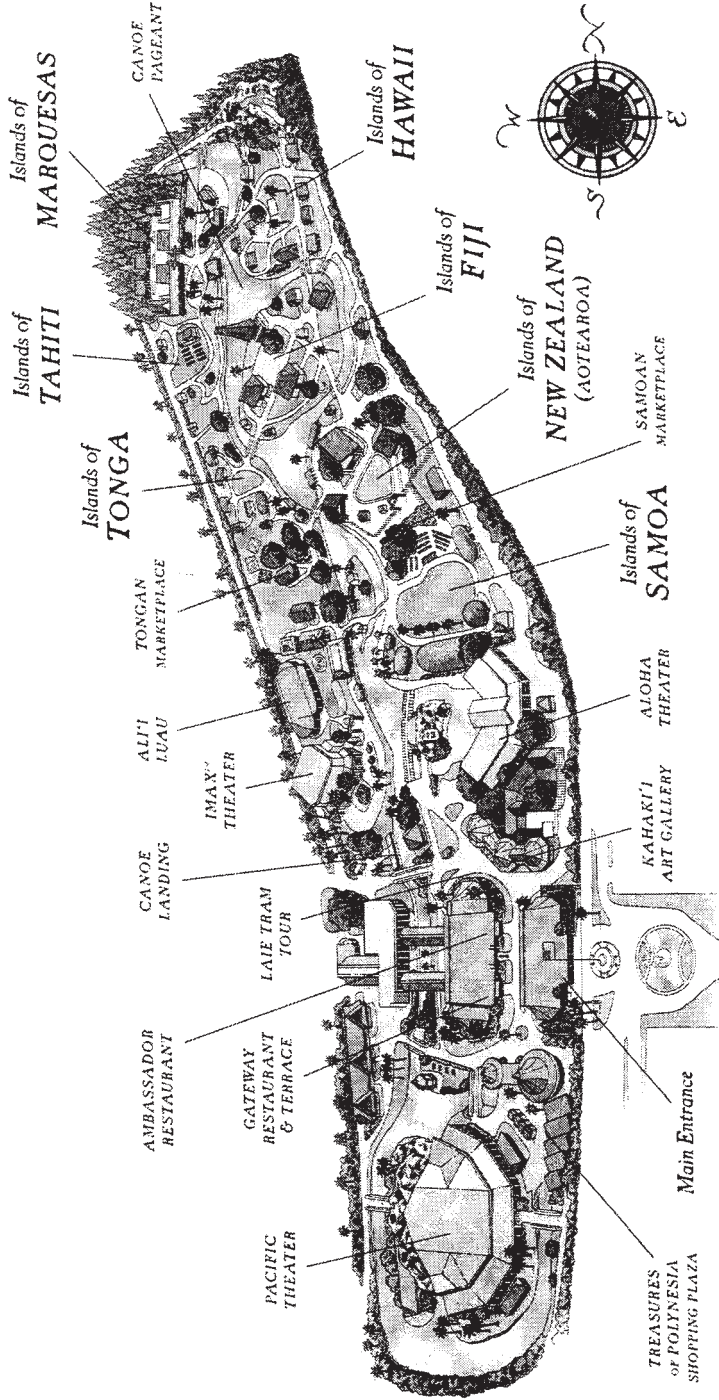 PACIFIC
THEATER
AMBASSADOR
RESTAURANT
GATEWAY
RESTAURANT
& TERRACE
LAIE TRAM
TOUR
CANOE
LANDING
IMAX™
THEATER
ALI'I
LUAU
TONGAN
MARKETPLACE
Islands of
TONGA
Islands of
TAHITI
Islands of
MARQUESAS
CANOE
PAGEANT
TREASURES
OF POLYNESIA
SHOPPING PLAZA
Main Entrance
KAHAKI'I
ART GALLERY
ALOHA
THEATER
Islands of
SAMOA
SAMOAN
MARKETPLACE
Islands of
NEW ZEALAND
(AOTEAROA)
Islands of
FIJI
Islands of
HAWAII
W
N
S
E